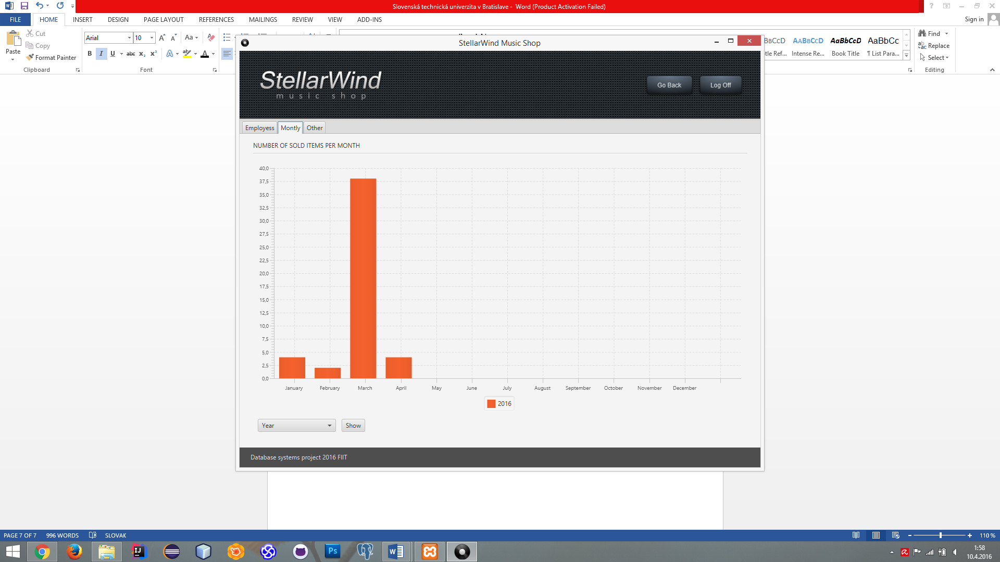 Slovenská technická univerzita v Bratislave -  Word (Product Activation Failed)
FILE HOME INSERT DESIGN PAGE LAYOUT REFERENCES MAILINGS REVIEW VIEW ADD-INS Sign in
Paste
Cut
Copy
Format Painter
Clipboard
Arial 10
Font
Intense Re... Book Title ¶ List Para...
AaBbCcD AaBbCcD AaBbCc
Find
Replace
Select
Editing
StellarWind Music Shop
StellarWind
music shop
Go Back Log Off
Employess Montly Other
NUMBER OF SOLD ITEMS PER MONTH
40,0
37,5
35,0
32,5
30,0
27,5
25,0
22,5
20,0
17,5
15,0
12,5
10,0
7,5
5,0
2,5
0,0
January February March April May June July August September October November December
2016
Year Show
Database systems project 2016 FIIT
PAGE 7 OF 7 996 WORDS SLOVAK 110 %
1:58
10.4.2016